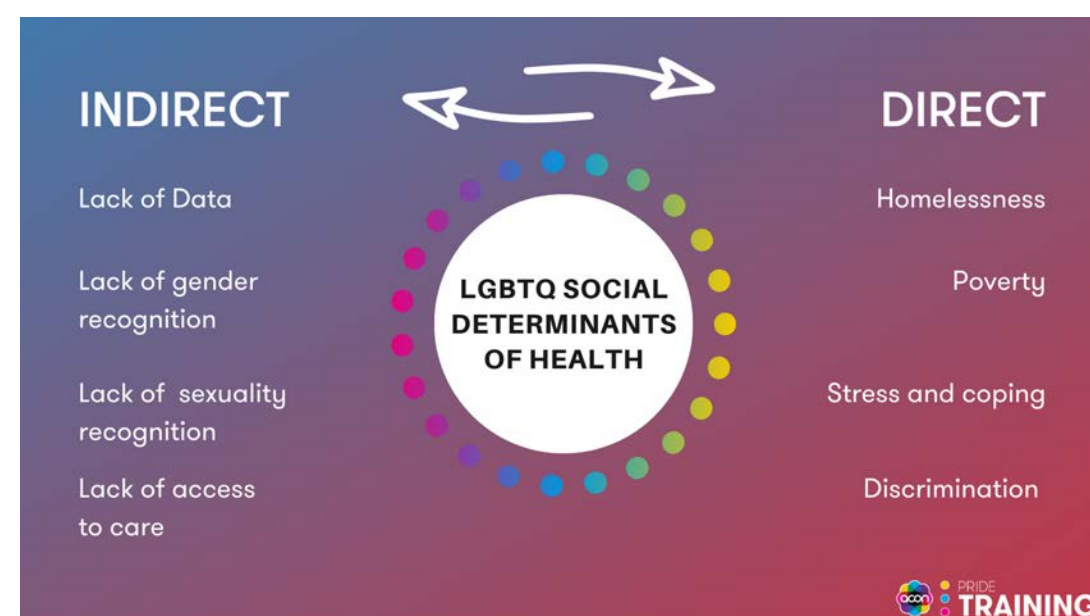 INDIRECT
Lack of Data
Lack of gender
recognition
Lack of sexuality
recognition
Lack of access
to care
LGBTQ SOCIAL
DETERMINANTS
OF HEALTH
DIRECT
Homelessness
Poverty
Stress and coping
Discrimination
acon
PRIDE
TRAINING